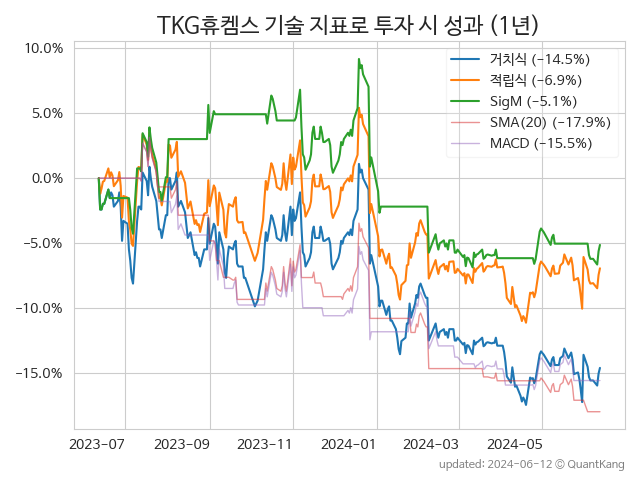 TKG휴켐스 기술 지표로 투자 시 성과 (1년)
10.0%
5.0%
0.0%
−5.0%
−10.0%
−15.0%
거치식 (−14.5%)
적립식 (−6.9%)
SigM (−5.1%)
SMA(20) (−17.9%)
MACD (−15.5%)
2023-07 2023-09 2023-11 2024-01 2024-03 2024-05
updated: 2024-06-12 © QuantKang